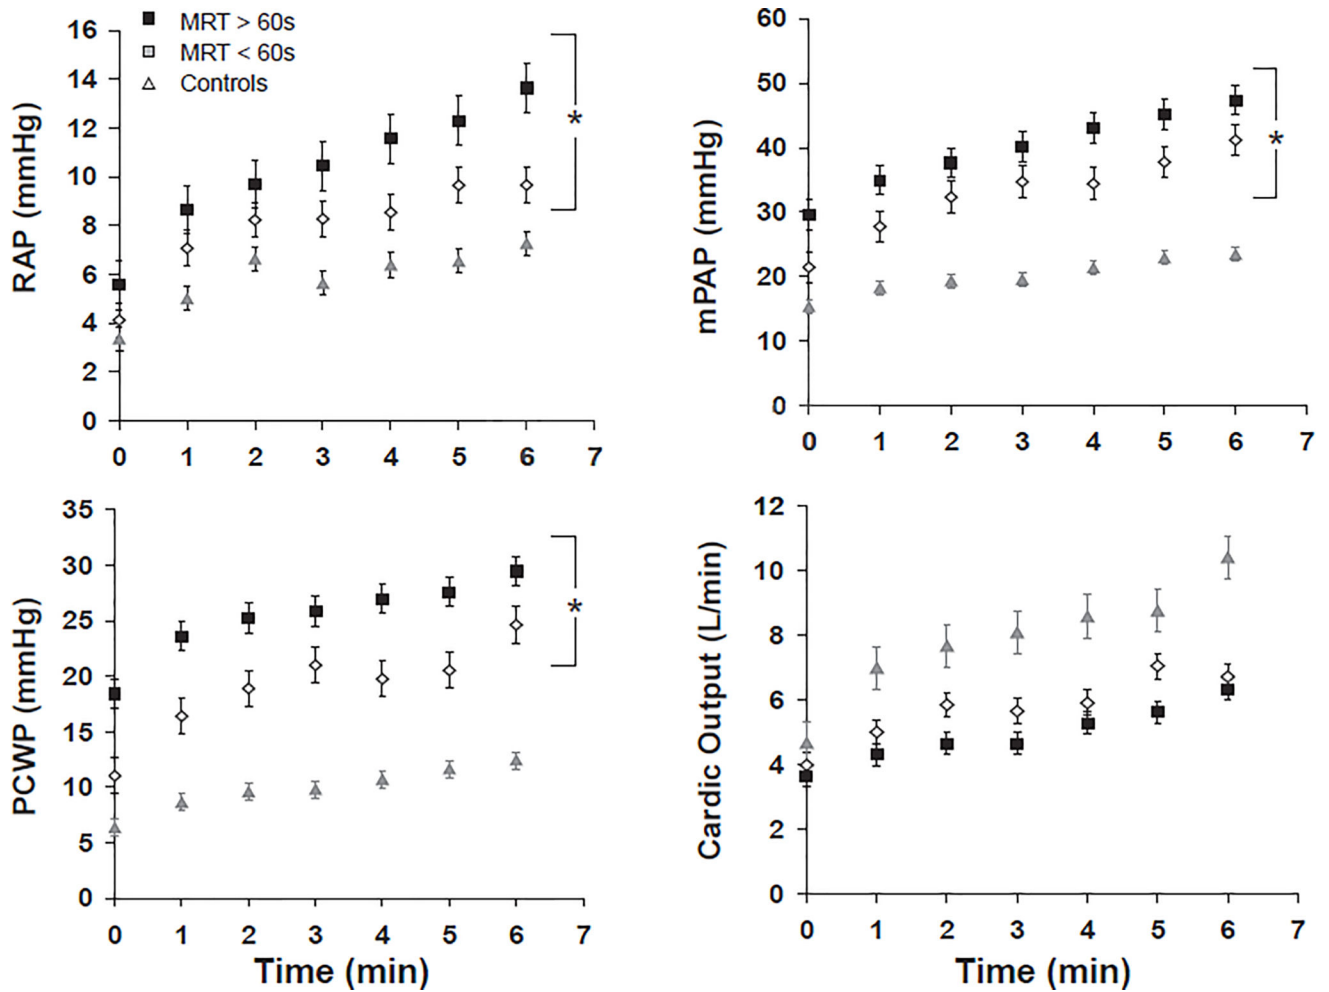 MRT > 60s
MRT < 60s
Controls
RAP (mmHg)
16
14
12
10
8
6
4
2
0
*
0 1 2 3 4 5 6 7
mPAP (mmHg)
60
50
40
30
20
10
0
*
0 1 2 3 4 5 6 7
PCWP (mmHg)
35
30
25
20
15
10
5
0
*
0 1 2 3 4 5 6 7
Time (min)
Cardic Output (L/min)
12
10
8
6
4
2
0
0 1 2 3 4 5 6 7
Time (min)